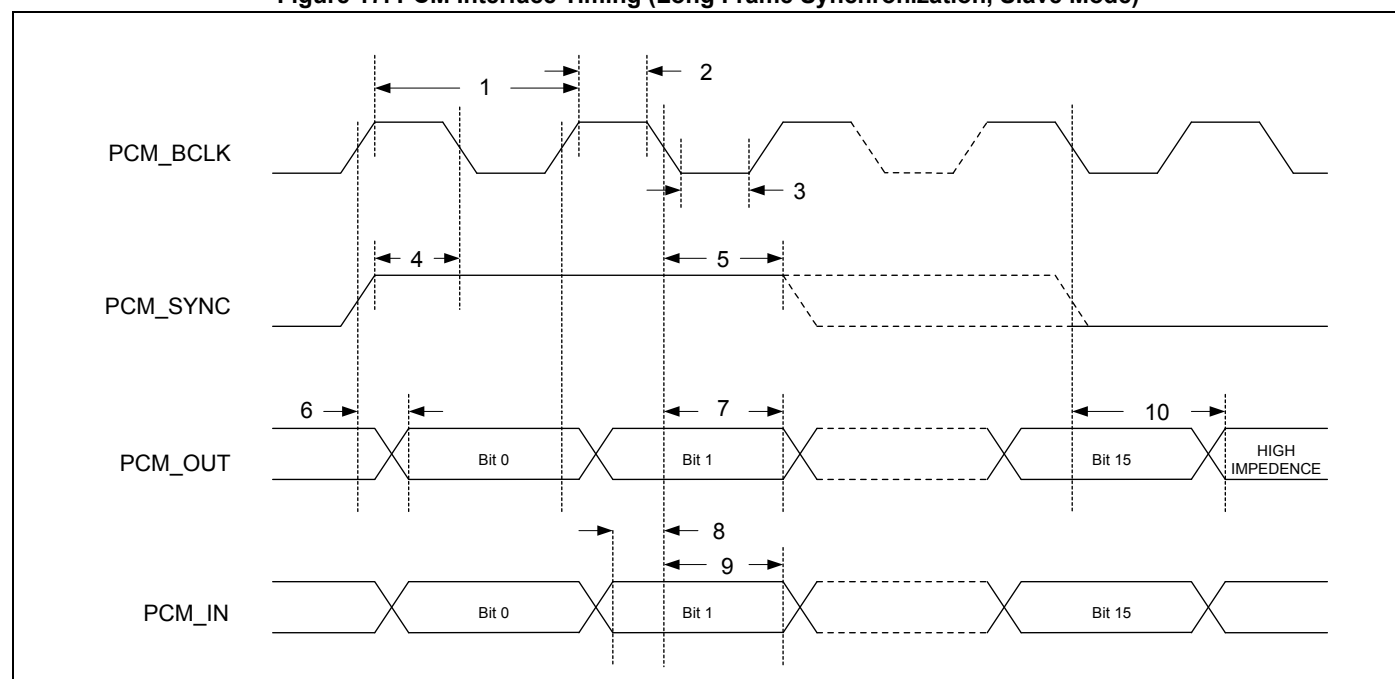 Figure 17. PCM Interface Timing (Long Frame Synchronization, Slave Mode)
1
2
PCM_BCLK
3
4
5
PCM_SYNC
6
7
10
PCM_OUT
Bit 0
Bit 1
Bit 15
HIGH
IMPEDENCE
8
9
PCM_IN
Bit 0
Bit 1
Bit 15